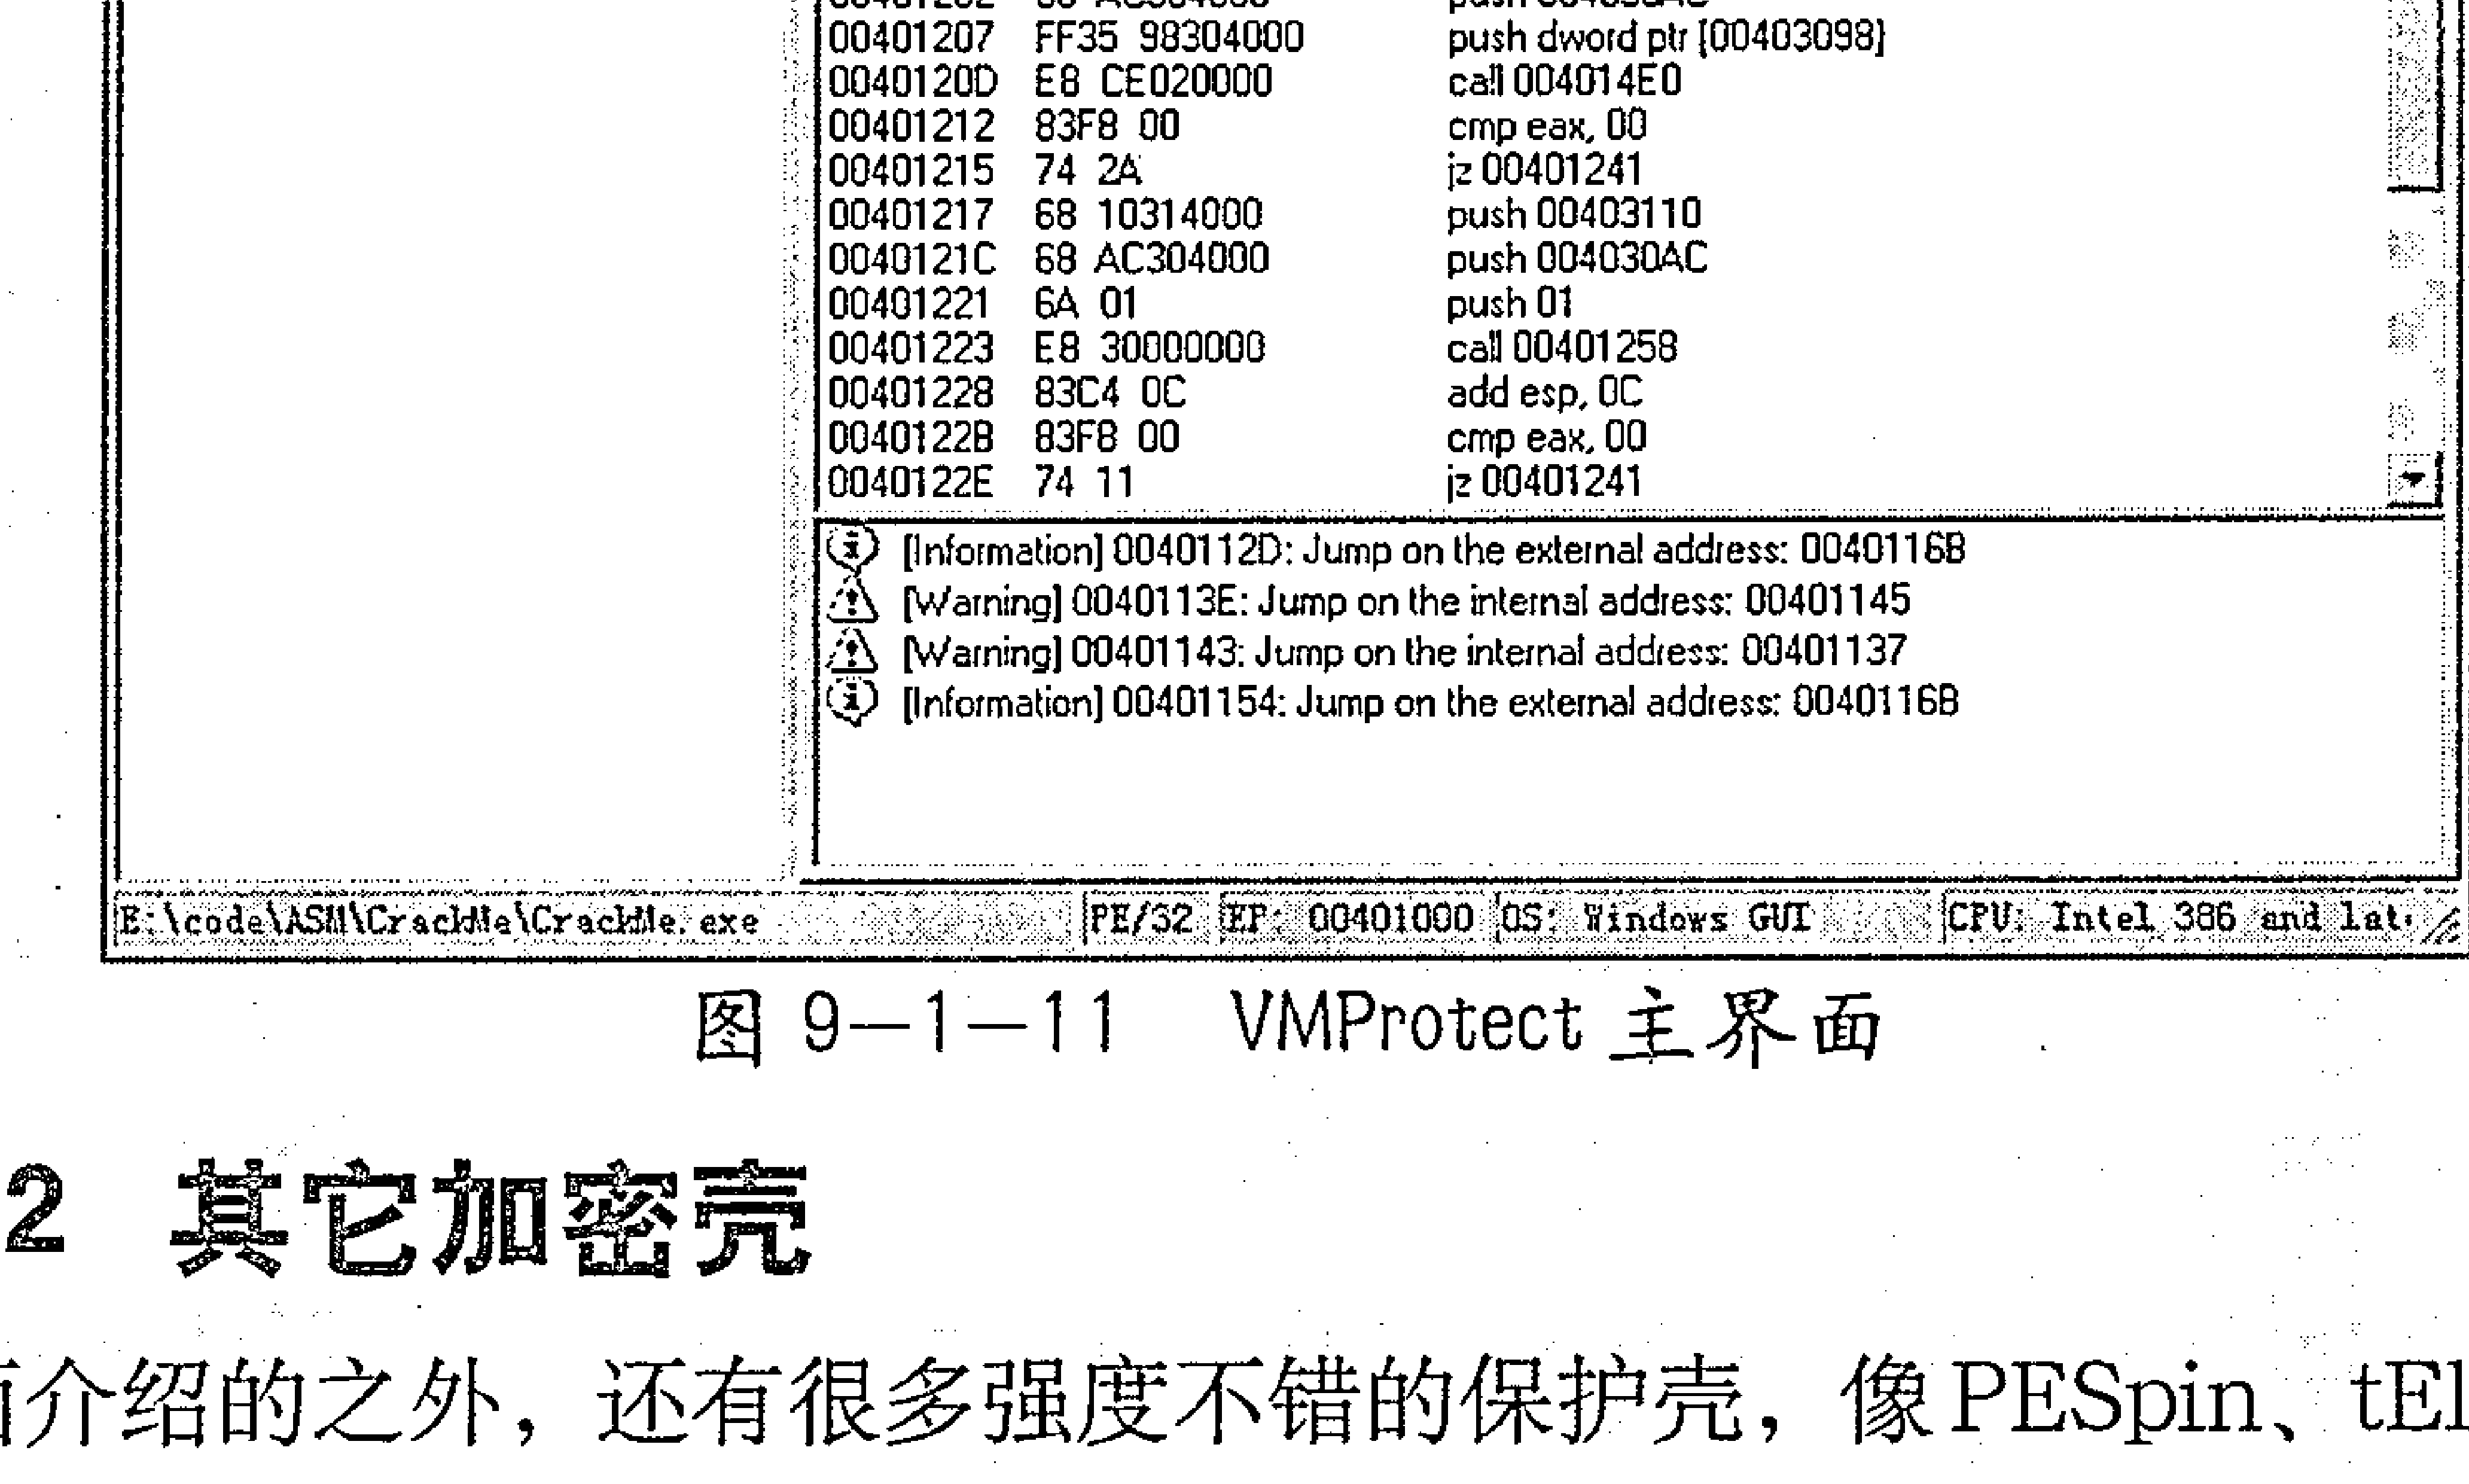 00401207 FF35 98304000 push dword ptr [00403098]
0040120D E8 CE020000 call 004014E0
00401212 83F8 00 cmp eax, 00
00401215 74 2A jz 00401241
00401217 68 10314000 push 00403110
0040121C 68 AC304000 push 004030AC
00401221 6A 01 push 01
00401223 E8 30000000 call 00401258
00401228 83C4 0C add esp, 0C
0040122B 83F8 00 cmp eax, 00
0040122E 74 11 jz 00401241
[Information] 0040112D: Jump on the external address: 0040116B
[Warning] 0040113E: Jump on the internal address: 00401145
[Warning] 00401143: Jump on the internal address: 00401137
[Information] 00401154: Jump on the external address: 0040116B
E:\code\ASM\CrackMe\CrackMe.exe PE/32 EP: 00401000 OS: Windows GUI CPU: Intel 386 and lat
图 9-1-11 VMProtect 主界面
2 其它加密壳
介绍的之外，还有很多强度不错的保护壳，像 PESpin、tEl